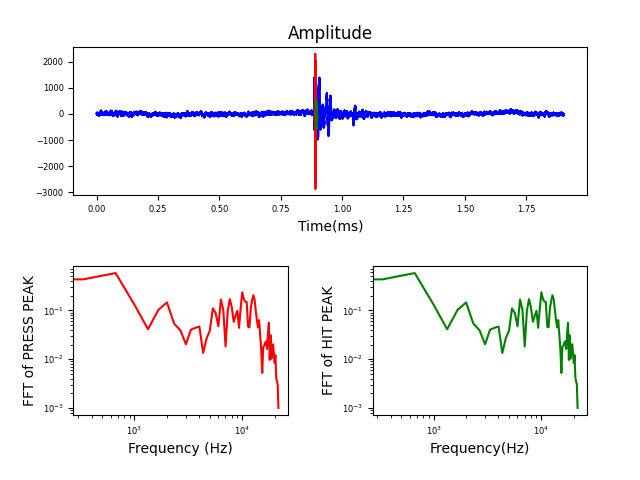 Amplitude
2000
1000
0
−1000
−2000
−3000
0.00 0.25 0.50 0.75 1.00 1.25 1.50 1.75
Time(ms)
FFT of PRESS PEAK
10⁻¹
10⁻²
10⁻³
10³ 10⁴
Frequency (Hz)
FFT of HIT PEAK
10⁻¹
10⁻²
10⁻³
10³ 10⁴
Frequency(Hz)